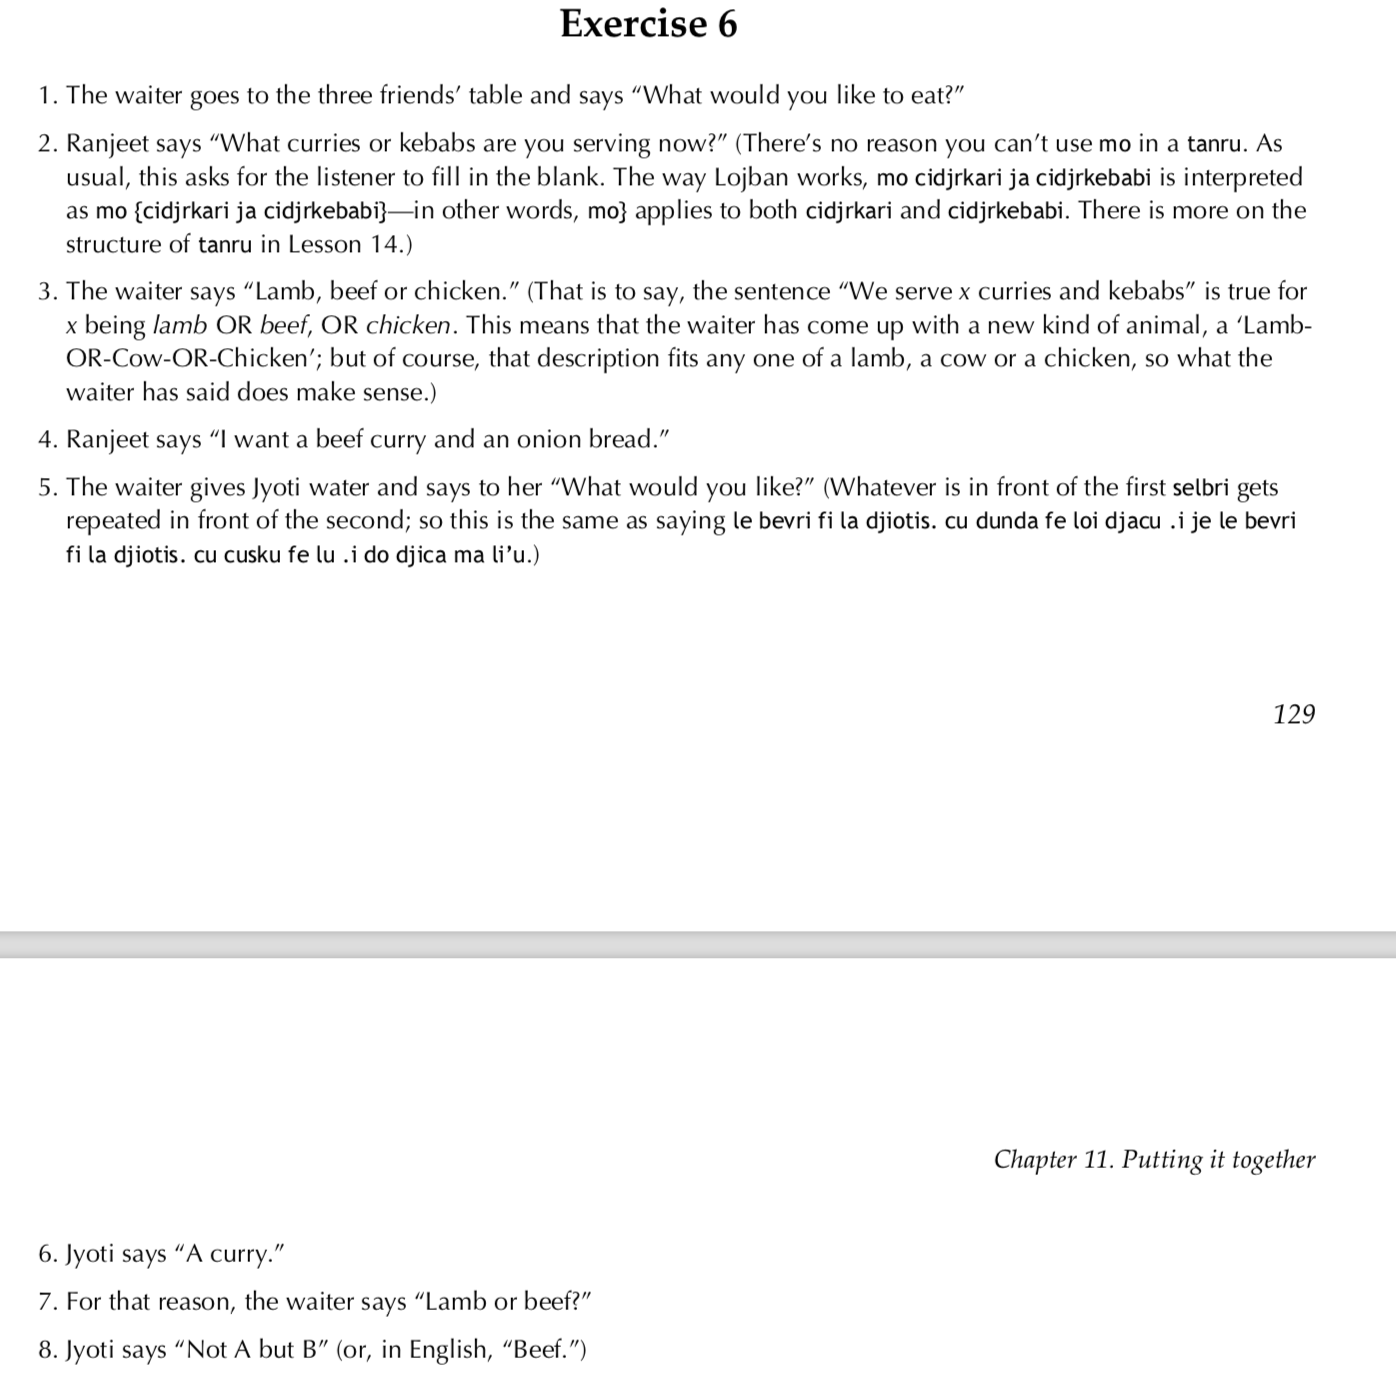 Exercise 6
1. The waiter goes to the three friends’ table and says “What would you like to eat?”
2. Ranjeet says “What curries or kebabs are you serving now?” (There’s no reason you can’t use mo in a tanru. As
usual, this asks for the listener to fill in the blank. The way Lojban works, mo cidjrkari ja cidjrkebabi is interpreted
as mo {cidjrkari ja cidjrkebabi}—in other words, mo} applies to both cidjrkari and cidjrkebabi. There is more on the
structure of tanru in Lesson 14.)
3. The waiter says “Lamb, beef or chicken.” (That is to say, the sentence “We serve x curries and kebabs” is true for
x being lamb OR beef, OR chicken. This means that the waiter has come up with a new kind of animal, a ‘Lamb-
OR-Cow-OR-Chicken’; but of course, that description fits any one of a lamb, a cow or a chicken, so what the
waiter has said does make sense.)
4. Ranjeet says “I want a beef curry and an onion bread.”
5. The waiter gives Jyoti water and says to her “What would you like?” (Whatever is in front of the first selbri gets
repeated in front of the second; so this is the same as saying le bevri fi la djiotis. cu dunda fe loi djacu .i je le bevri
fi la djiotis. cu cusku fe lu .i do djica ma li’u.)
129
Chapter 11. Putting it together
6. Jyoti says “A curry.”
7. For that reason, the waiter says “Lamb or beef?”
8. Jyoti says “Not A but B” (or, in English, “Beef.”)